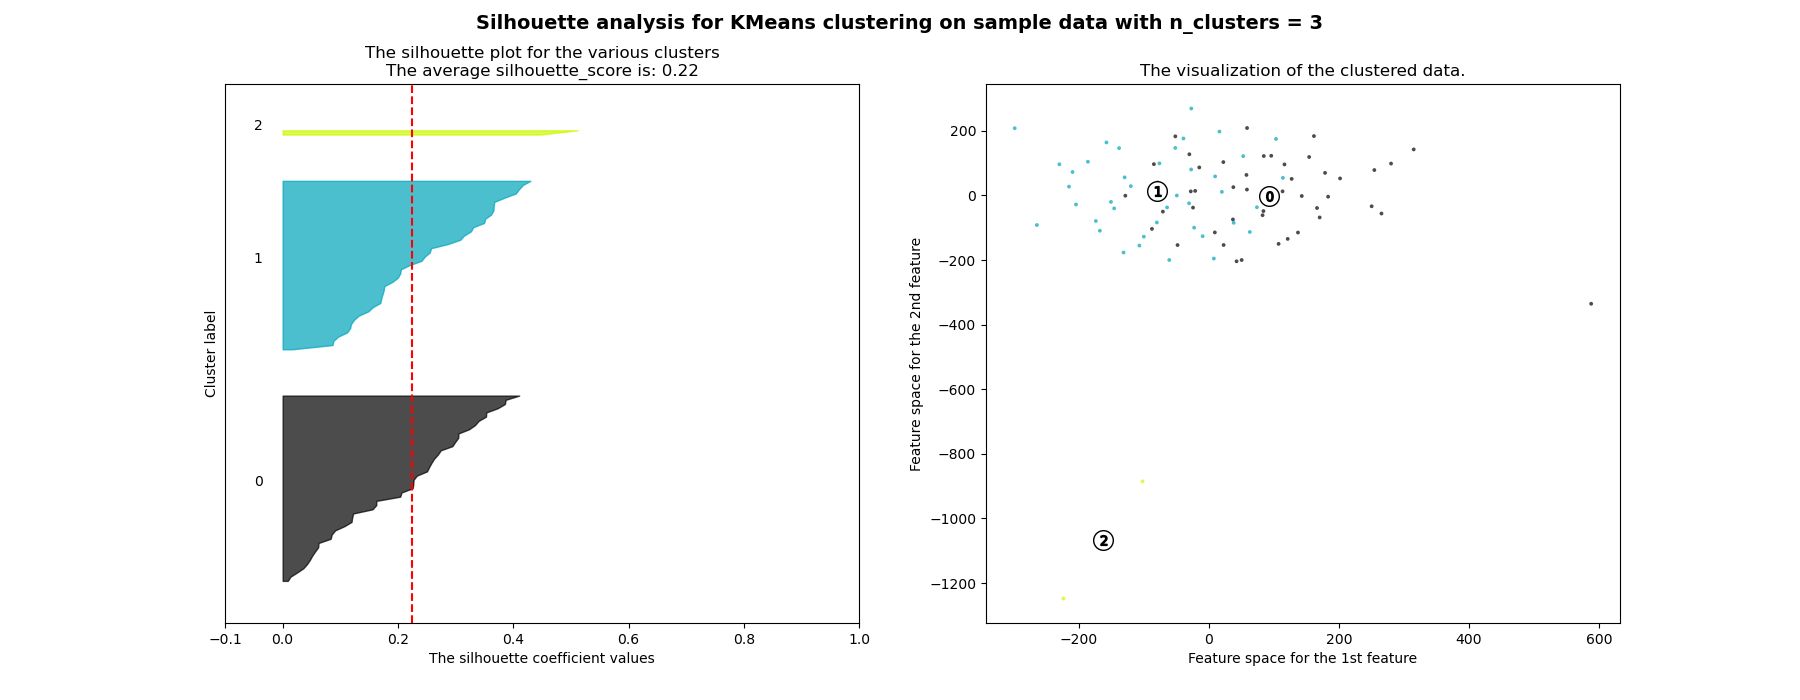 Silhouette analysis for KMeans clustering on sample data with n_clusters = 3
The silhouette plot for the various clusters
The average silhouette_score is: 0.22
2
1
0
Cluster label
−0.1 0.0 0.2 0.4 0.6 0.8 1.0
The silhouette coefficient values
The visualization of the clustered data.
200
0
−200
−400
−600
−800
−1000
−1200
Feature space for the 2nd feature
1 0
2
−200 0 200 400 600
Feature space for the 1st feature